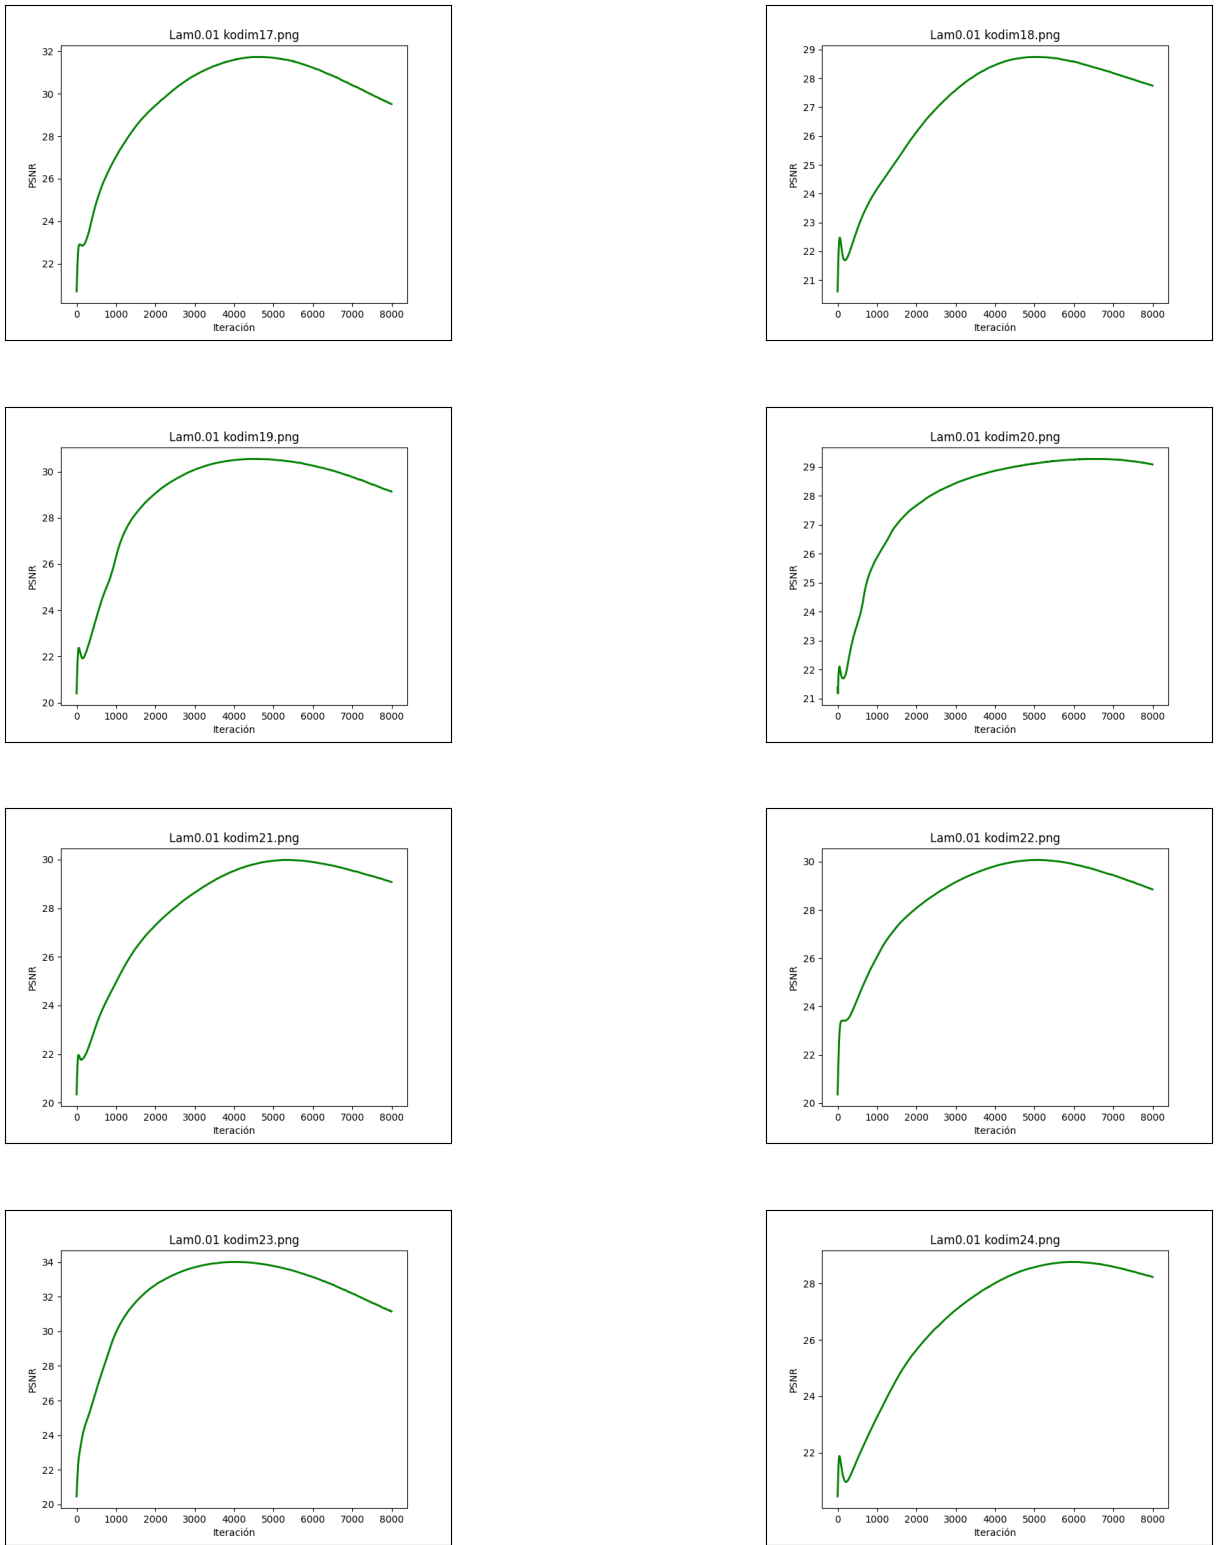 Lam0.01 kodim17.png
PSNR
32
30
28
26
24
22
0 1000 2000 3000 4000 5000 6000 7000 8000
Iteración
Lam0.01 kodim18.png
PSNR
29
28
27
26
25
24
23
22
21
0 1000 2000 3000 4000 5000 6000 7000 8000
Iteración
Lam0.01 kodim19.png
PSNR
30
28
26
24
22
20
0 1000 2000 3000 4000 5000 6000 7000 8000
Iteración
Lam0.01 kodim20.png
PSNR
29
28
27
26
25
24
23
22
21
0 1000 2000 3000 4000 5000 6000 7000 8000
Iteración
Lam0.01 kodim21.png
PSNR
30
28
26
24
22
20
0 1000 2000 3000 4000 5000 6000 7000 8000
Iteración
Lam0.01 kodim22.png
PSNR
30
28
26
24
22
20
0 1000 2000 3000 4000 5000 6000 7000 8000
Iteración
Lam0.01 kodim23.png
PSNR
34
32
30
28
26
24
22
20
0 1000 2000 3000 4000 5000 6000 7000 8000
Iteración
Lam0.01 kodim24.png
PSNR
28
26
24
22
0 1000 2000 3000 4000 5000 6000 7000 8000
Iteración